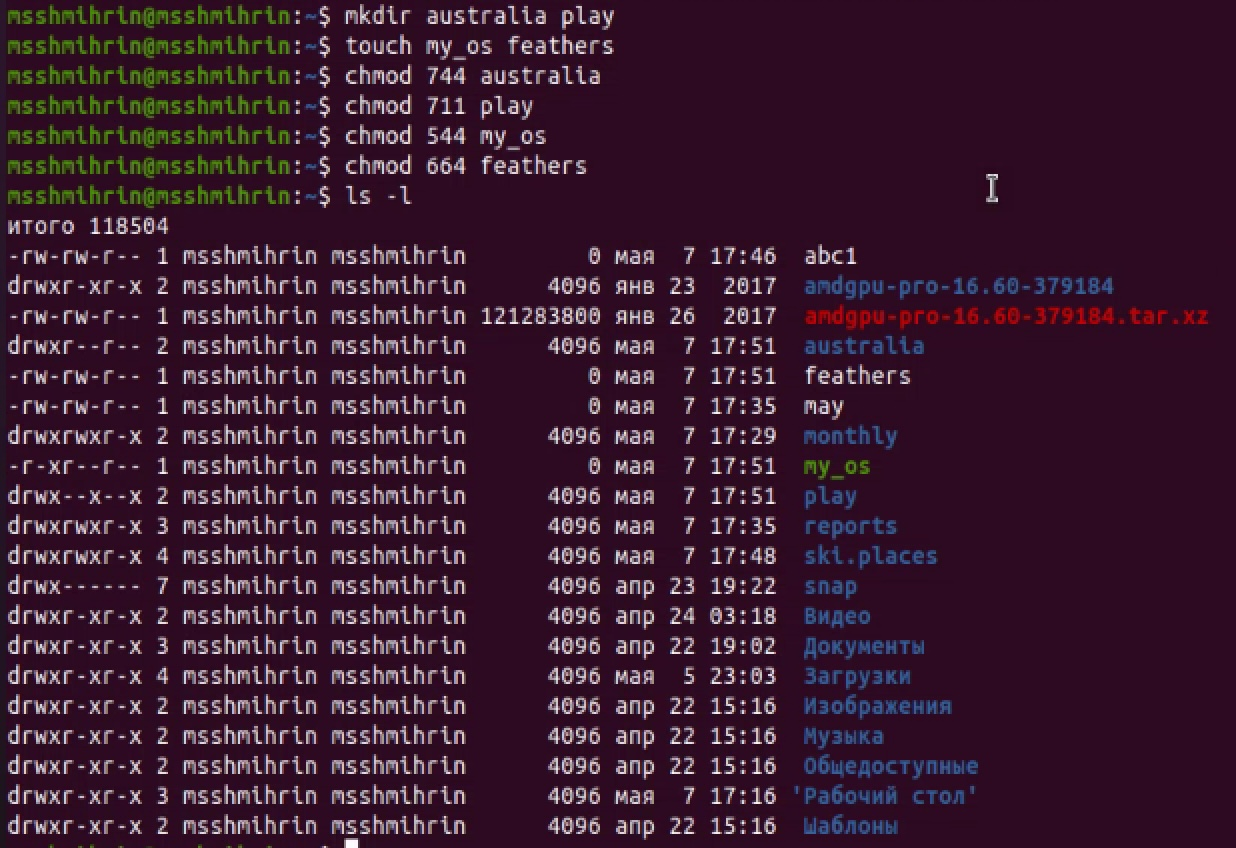 msshmihrin@msshmihrin:~$ mkdir australia play
msshmihrin@msshmihrin:~$ touch my_os feathers
msshmihrin@msshmihrin:~$ chmod 744 australia
msshmihrin@msshmihrin:~$ chmod 711 play
msshmihrin@msshmihrin:~$ chmod 544 my_os
msshmihrin@msshmihrin:~$ chmod 664 feathers
msshmihrin@msshmihrin:~$ ls -l
итого 118504
-rw-rw-r-- 1 msshmihrin msshmihrin         0 мая  7 17:46  abc1
drwxr-xr-x 2 msshmihrin msshmihrin      4096 янв 23  2017  amdgpu-pro-16.60-379184
-rw-rw-r-- 1 msshmihrin msshmihrin 121283800 янв 26  2017  amdgpu-pro-16.60-379184.tar.xz
drwxr--r-- 2 msshmihrin msshmihrin      4096 мая  7 17:51  australia
-rw-rw-r-- 1 msshmihrin msshmihrin         0 мая  7 17:51  feathers
-rw-rw-r-- 1 msshmihrin msshmihrin         0 мая  7 17:35  may
drwxrwxr-x 2 msshmihrin msshmihrin      4096 мая  7 17:29  monthly
-r-xr--r-- 1 msshmihrin msshmihrin         0 мая  7 17:51  my_os
drwx--x--x 2 msshmihrin msshmihrin      4096 мая  7 17:51  play
drwxrwxr-x 3 msshmihrin msshmihrin      4096 мая  7 17:35  reports
drwxrwxr-x 4 msshmihrin msshmihrin      4096 мая  7 17:48  ski.places
drwx------ 7 msshmihrin msshmihrin      4096 апр 23 19:22  snap
drwxr-xr-x 2 msshmihrin msshmihrin      4096 апр 24 03:18  Видео
drwxr-xr-x 3 msshmihrin msshmihrin      4096 апр 22 19:02  Документы
drwxr-xr-x 4 msshmihrin msshmihrin      4096 мая  5 23:03  Загрузки
drwxr-xr-x 2 msshmihrin msshmihrin      4096 апр 22 15:16  Изображения
drwxr-xr-x 2 msshmihrin msshmihrin      4096 апр 22 15:16  Музыка
drwxr-xr-x 2 msshmihrin msshmihrin      4096 апр 22 15:16  Общедоступные
drwxr-xr-x 3 msshmihrin msshmihrin      4096 мая  7 17:16 'Рабочий стол'
drwxr-xr-x 2 msshmihrin msshmihrin      4096 апр 22 15:16  Шаблоны